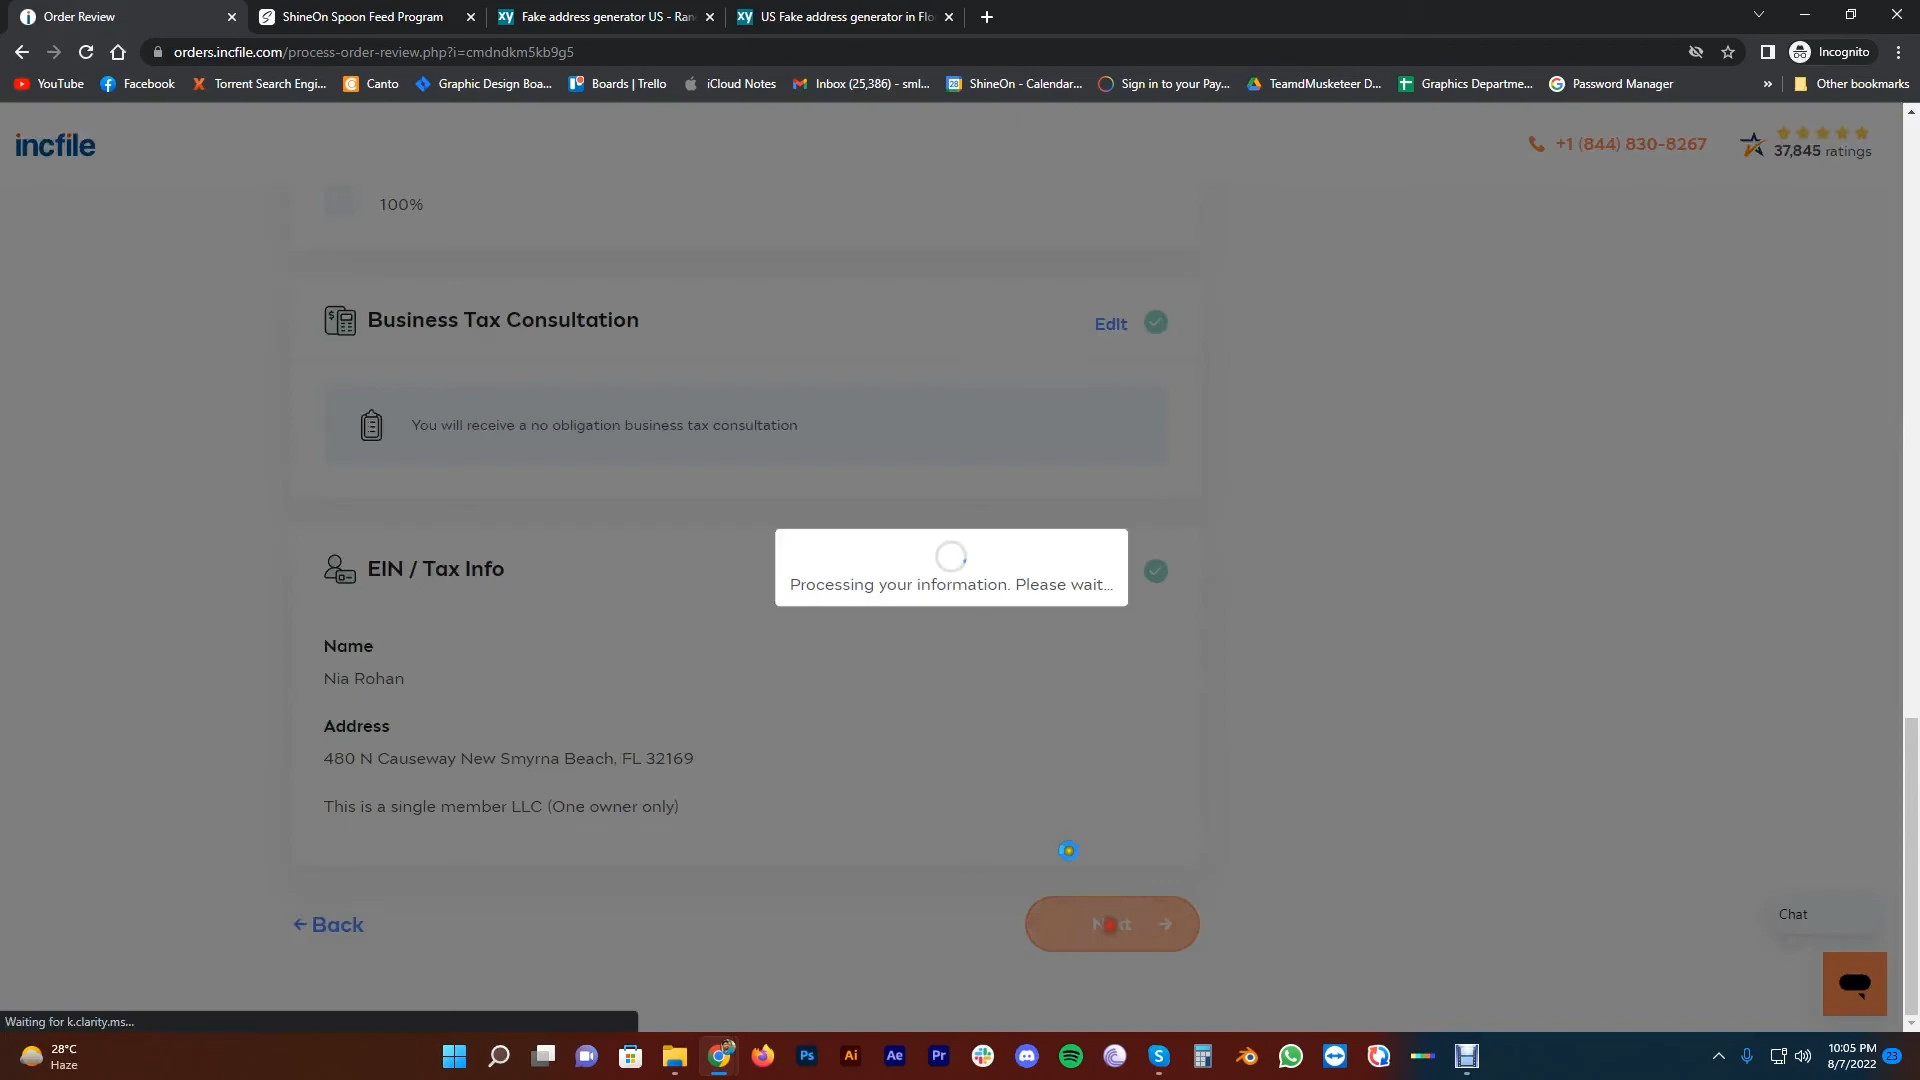 Order Review
ShineOn Spoon Feed Program
Fake address generator US - Ran
US Fake address generator in Flo
orders.incfile.com/process-order-review.php?i=cmdndkm5kb9g5
Incognito
YouTube
Facebook
Torrent Search Engi...
Canto
Graphic Design Boa...
Boards | Trello
iCloud Notes
Inbox (25,386) - sml...
ShineOn - Calendar...
Sign in to your Pay...
TeamdMusketeer D...
Graphics Departme...
Password Manager
»
Other bookmarks
incfile
+1 (844) 830-8267
37,845 ratings
100%
Business Tax Consultation
Edit
You will receive a no obligation business tax consultation
EIN / Tax Info
Processing your information. Please wait...
Name
Nia Rohan
Address
480 N Causeway New Smyrna Beach, FL 32169
This is a single member LLC (One owner only)
Back
Next
Chat
Waiting for k.clarity.ms...
28°C
Haze
Ps
Ai
Ae
Pr
10:05 PM
8/7/2022
23